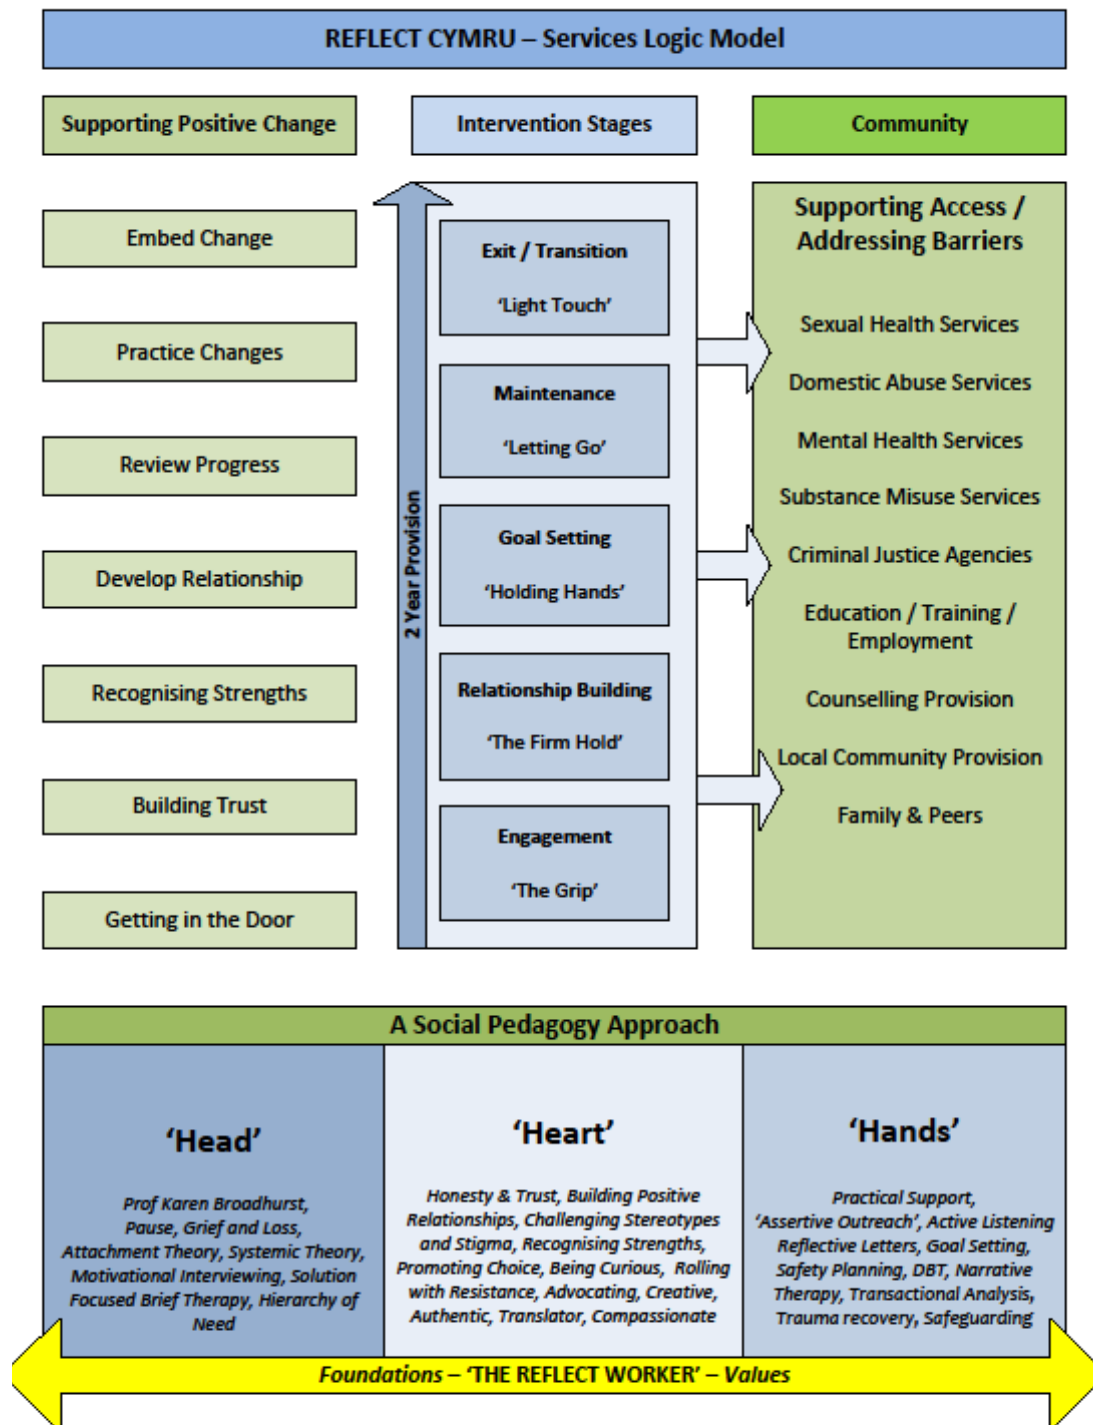 REFLECT CYMRU – Services Logic Model
Supporting Positive Change
Intervention Stages
Community
Embed Change
Practice Changes
Review Progress
Develop Relationship
Recognising Strengths
Building Trust
Getting in the Door
2 Year Provision
Exit / Transition
‘Light Touch’
Maintenance
‘Letting Go’
Goal Setting
‘Holding Hands’
Relationship Building
‘The Firm Hold’
Engagement
‘The Grip’
Supporting Access /
Addressing Barriers
Sexual Health Services
Domestic Abuse Services
Mental Health Services
Substance Misuse Services
Criminal Justice Agencies
Education / Training /
Employment
Counselling Provision
Local Community Provision
Family & Peers
A Social Pedagogy Approach
‘Head’
Prof Karen Broadhurst,
Pause, Grief and Loss,
Attachment Theory, Systemic Theory,
Motivational Interviewing, Solution
Focused Brief Therapy, Hierarchy of
Need
‘Heart’
Honesty & Trust, Building Positive
Relationships, Challenging Stereotypes
and Stigma, Recognising Strengths,
Promoting Choice, Being Curious, Rolling
with Resistance, Advocating, Creative,
Authentic, Translator, Compassionate
‘Hands’
Practical Support,
‘Assertive Outreach’, Active Listening
Reflective Letters, Goal Setting,
Safety Planning, DBT, Narrative
Therapy, Transactional Analysis,
Trauma recovery, Safeguarding
Foundations – ‘THE REFLECT WORKER’ – Values